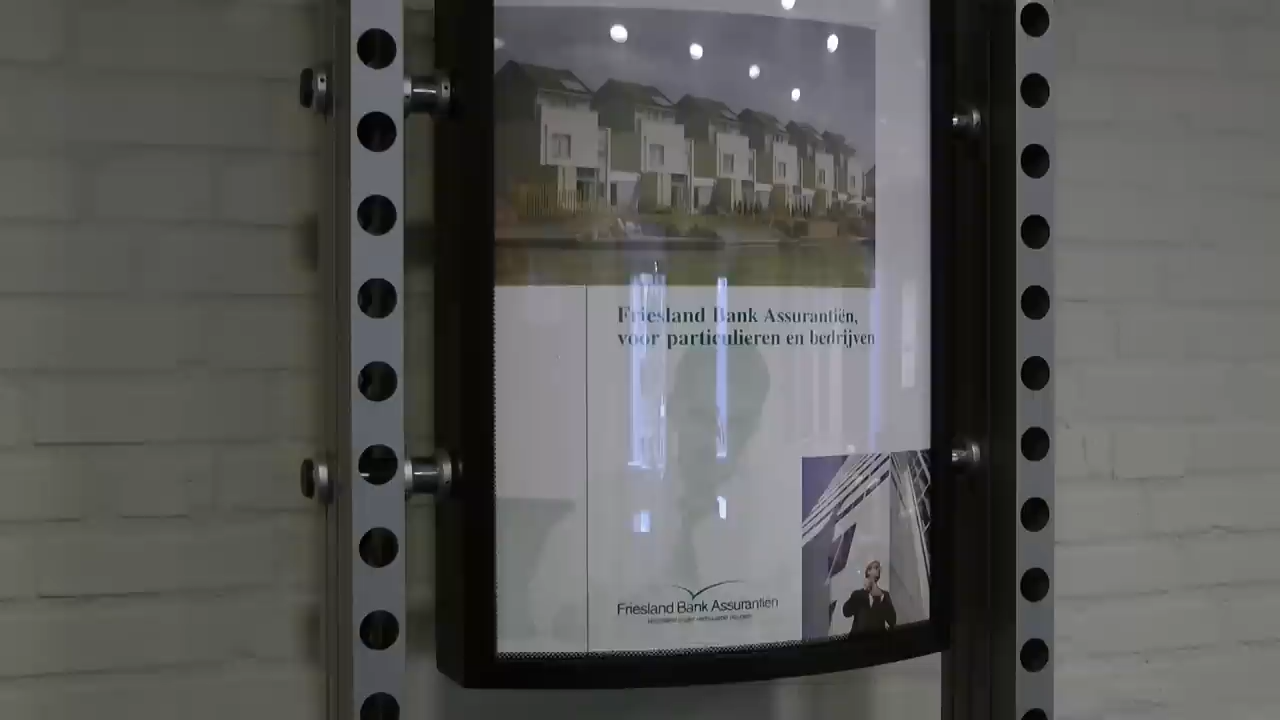 Friesland Bank Assurantiën,
voor particulieren en bedrijven
Friesland Bank Assurantiën